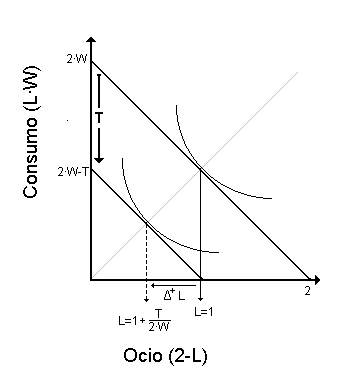 2·W
Consumo (L·W)
T
2·W-T
Δ⁺ L
2
L=1+ T/2·W
L=1
Ocio (2-L)